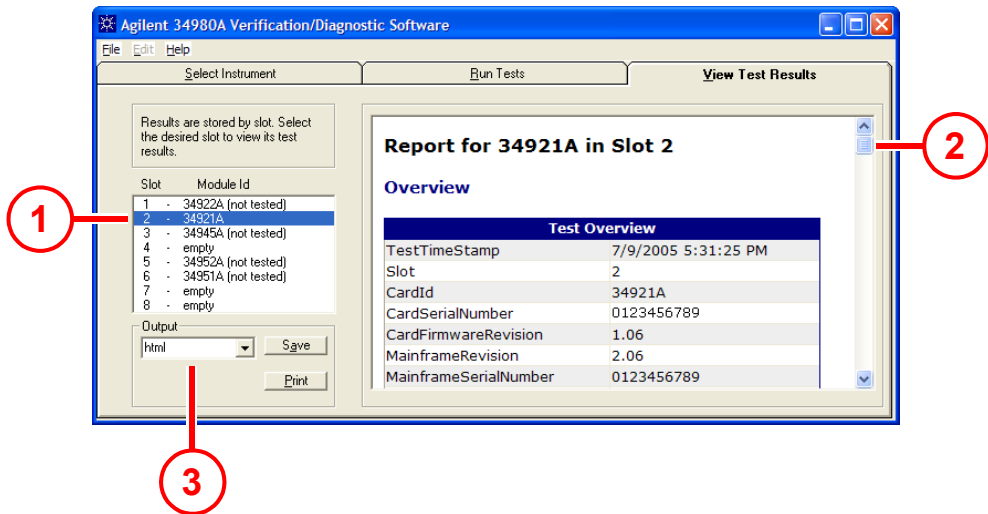 Agilent 34980A Verification/Diagnostic Software
File Edit Help
Select Instrument
Run Tests
View Test Results
Results are stored by slot. Select
the desired slot to view its test
results.
Slot Module Id
1 - 34922A (not tested)
2 - 34921A
3 - 34945A (not tested)
4 - empty
5 - 34952A (not tested)
6 - 34951A (not tested)
7 - empty
8 - empty
Output
html
Save
Print
Report for 34921A in Slot 2
Overview
Test Overview
TestTimeStamp 7/9/2005 5:31:25 PM
Slot 2
CardId 34921A
CardSerialNumber 0123456789
CardFirmwareRevision 1.06
MainframeRevision 2.06
MainframeSerialNumber 0123456789
1
2
3